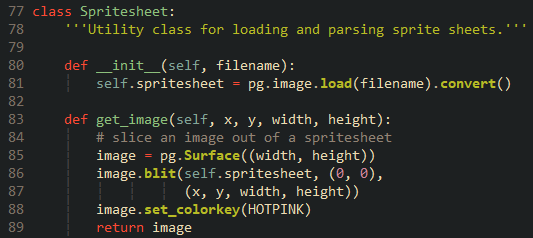 77 class Spritesheet:
78     '''Utility class for loading and parsing sprite sheets.'''
79
80     def __init__(self, filename):
81         self.spritesheet = pg.image.load(filename).convert()
82
83     def get_image(self, x, y, width, height):
84         # slice an image out of a spritesheet
85         image = pg.Surface((width, height))
86         image.blit(self.spritesheet, (0, 0),
87                    (x, y, width, height))
88         image.set_colorkey(HOTPINK)
89         return image